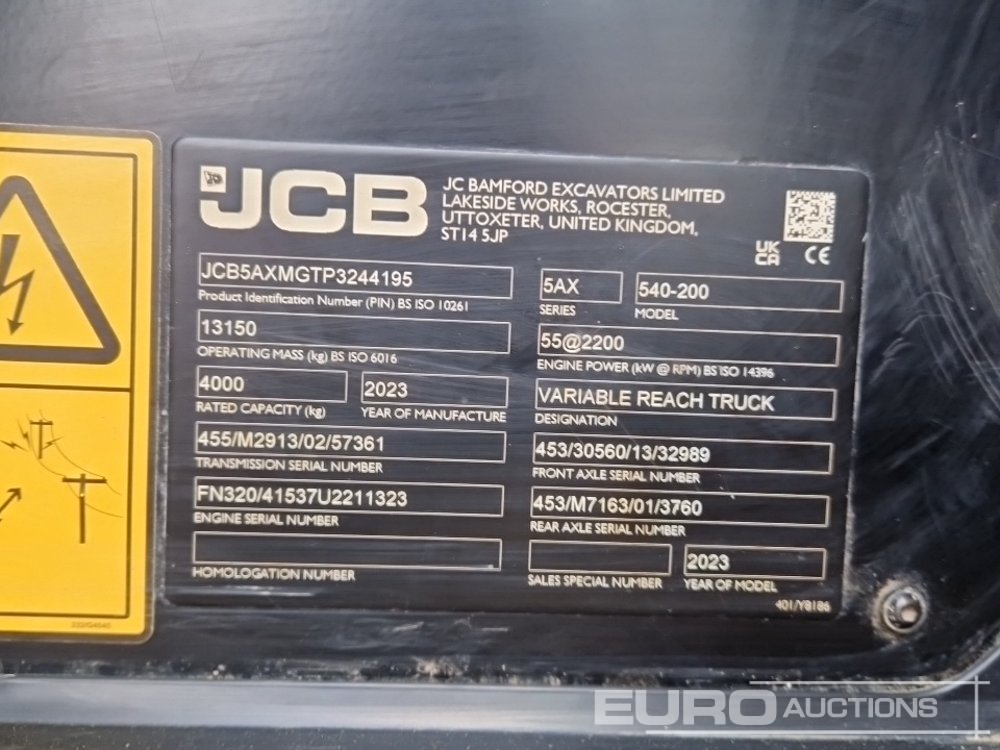 JCB
JC BAMFORD EXCAVATORS LIMITED
LAKESIDE WORKS, ROCESTER,
UTTOXETER, UNITED KINGDOM,
ST14 5JP
UK
CA CE
JCB5AXMGTP3244195
Product Identification Number (PIN) BS ISO 10261
5AX
SERIES
540-200
MODEL
13150
OPERATING MASS (kg) BS ISO 6016
55@2200
ENGINE POWER (kW @ RPM) BS ISO 14396
4000
RATED CAPACITY (kg)
2023
YEAR OF MANUFACTURE
VARIABLE REACH TRUCK
DESIGNATION
455/M2913/02/57361
TRANSMISSION SERIAL NUMBER
453/30560/13/32989
FRONT AXLE SERIAL NUMBER
FN320/41537U2211323
ENGINE SERIAL NUMBER
453/M7163/01/3760
REAR AXLE SERIAL NUMBER
HOMOLOGATION NUMBER
SALES SPECIAL NUMBER
2023
YEAR OF MODEL
401/Y8186
EURO AUCTIONS